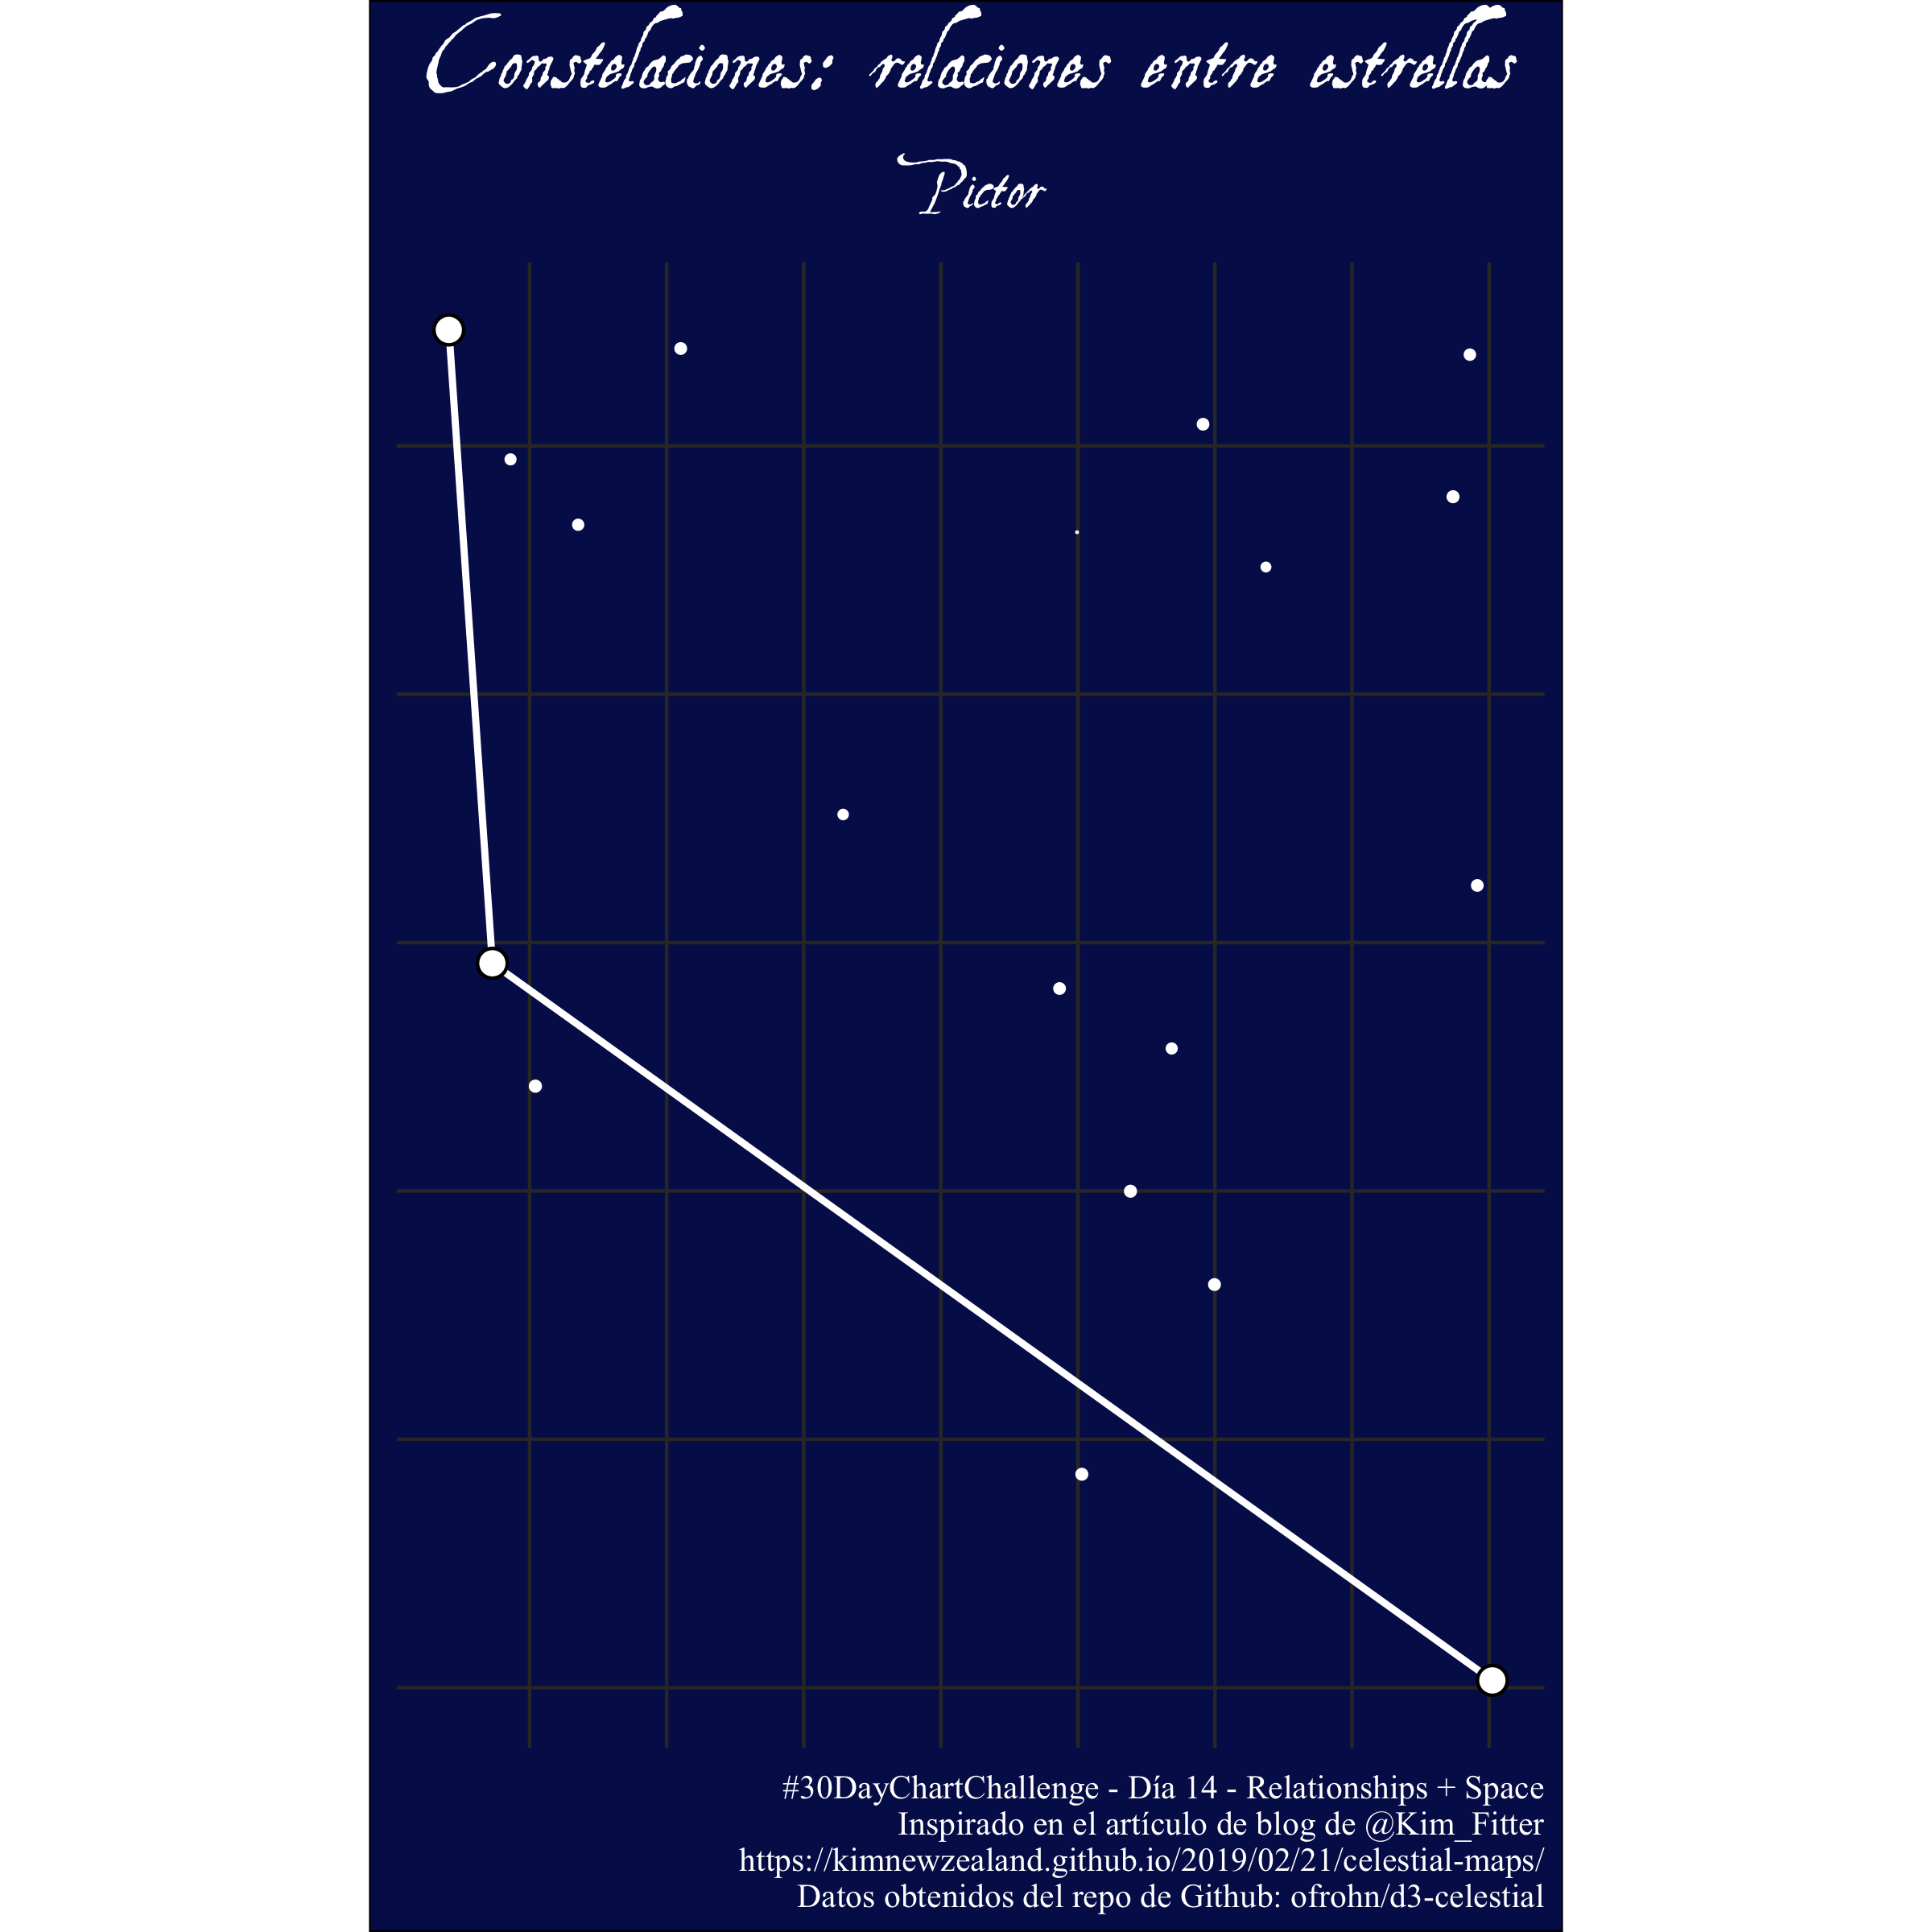 Constelaciones: relaciones entre estrellas
Pictor
#30DayChartChallenge - Día 14 - Relationships + Space
Inspirado en el artículo de blog de @Kim_Fitter
https://kimnewzealand.github.io/2019/02/21/celestial-maps/
Datos obtenidos del repo de Github: ofrohn/d3-celestial